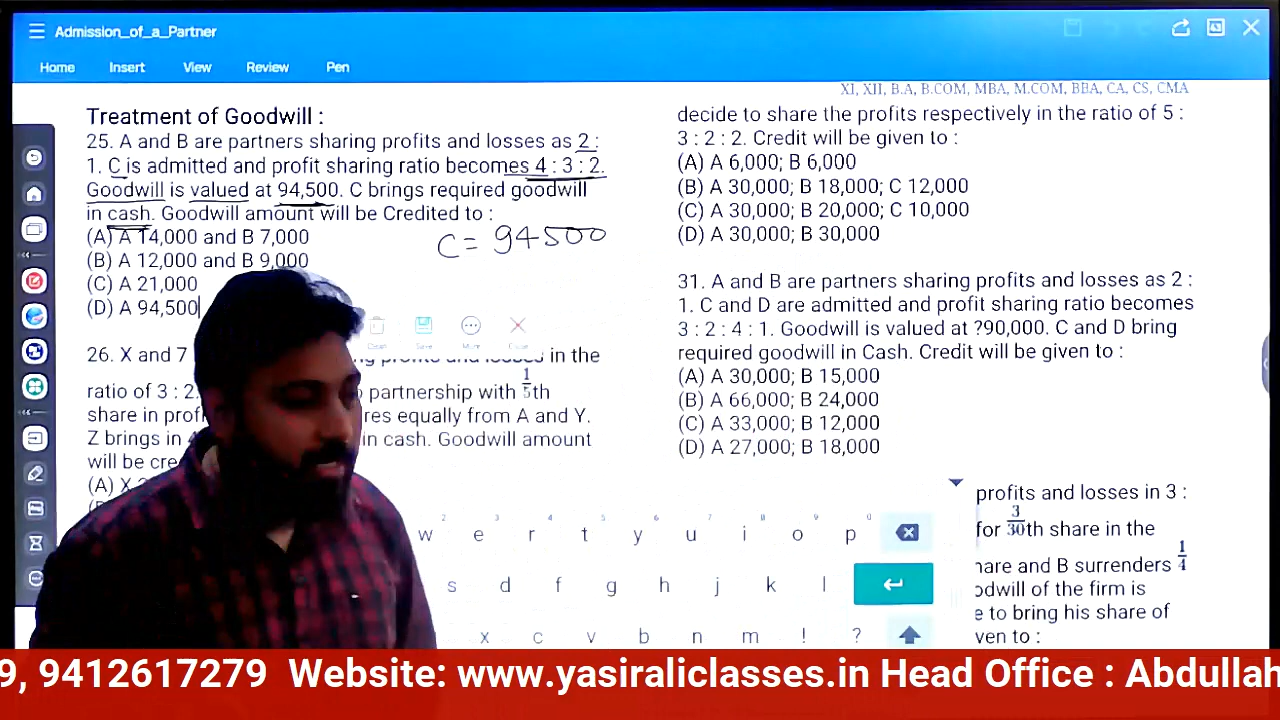 Admission_of_a_Partner
Home Insert View Review Pen
XI, XII, B.A, B.COM, MBA, M.COM, BBA, CA, CS, CMA
Treatment of Goodwill :
25. A and B are partners sharing profits and losses as 2 :
1. C is admitted and profit sharing ratio becomes 4 : 3 : 2.
Goodwill is valued at 94,500. C brings required goodwill
in cash. Goodwill amount will be Credited to :
(A) A 14,000 and B 7,000
(B) A 12,000 and B 9,000
(C) A 21,000
(D) A 94,500
C = 94500
26. X and 7
in the
ratio of 3 : 2.
partnership with 1/5th
share in
res equally from A and Y.
Z brings in
in cash. Goodwill amount
will be
(A) X
decide to share the profits respectively in the ratio of 5 :
3 : 2 : 2. Credit will be given to :
(A) A 6,000; B 6,000
(B) A 30,000; B 18,000; C 12,000
(C) A 30,000; B 20,000; C 10,000
(D) A 30,000; B 30,000
31. A and B are partners sharing profits and losses as 2 :
1. C and D are admitted and profit sharing ratio becomes
3 : 2 : 4 : 1. Goodwill is valued at ?90,000. C and D bring
required goodwill in Cash. Credit will be given to :
(A) A 30,000; B 15,000
(B) A 66,000; B 24,000
(C) A 33,000; B 12,000
(D) A 27,000; B 18,000
profits and losses in 3 :
for 3/30th share in the
hare and B surrenders 1/4
odwill of the firm is
e to bring his share of
ven to :
w e r t y u i o p
s d f g h j k l
x c v b n m ! ?
9, 9412617279 Website: www.yasiraliclasses.in Head Office : Abdullah